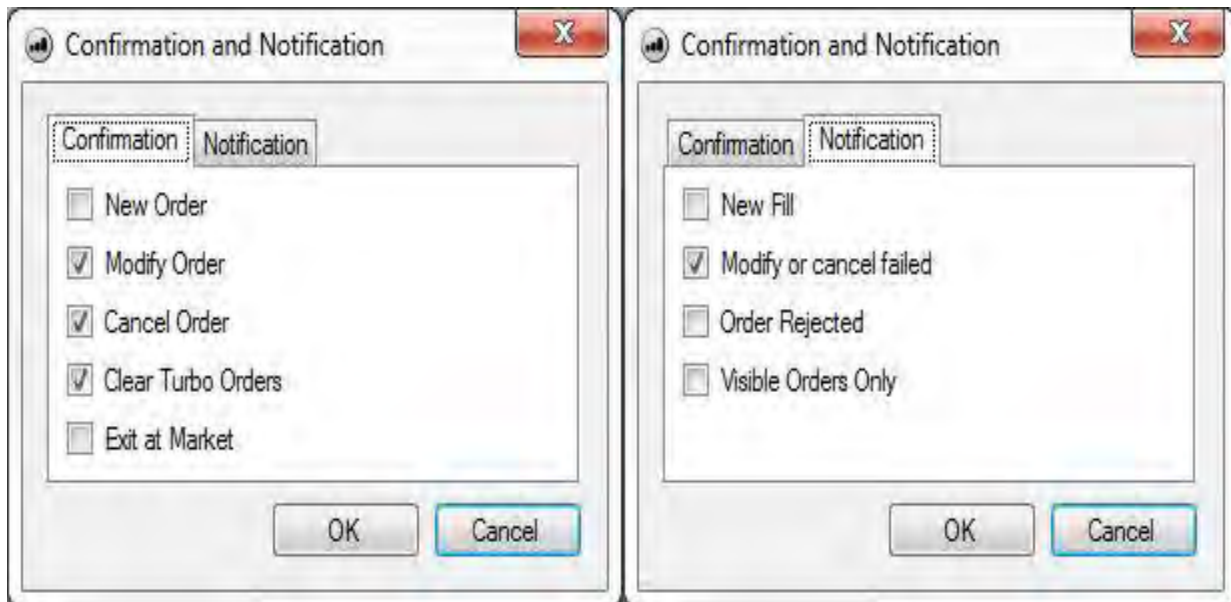 Confirmation and Notification
X
Confirmation Notification
New Order
Modify Order
Cancel Order
Clear Turbo Orders
Exit at Market
OK Cancel
Confirmation and Notification
X
Confirmation Notification
New Fill
Modify or cancel failed
Order Rejected
Visible Orders Only
OK Cancel